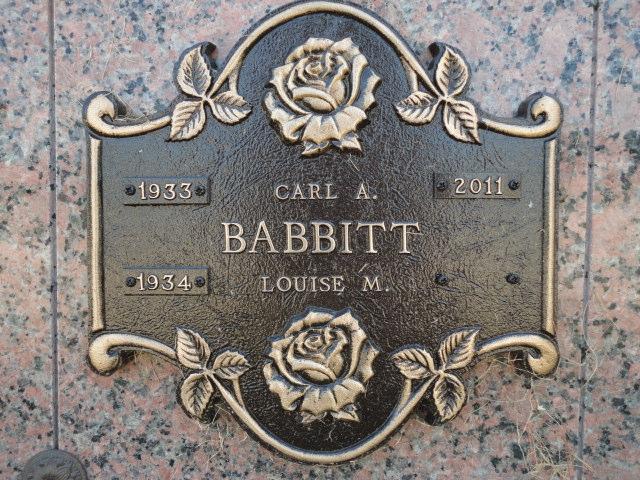 1933 CARL A. 2011
BABBITT
1934 LOUISE M.